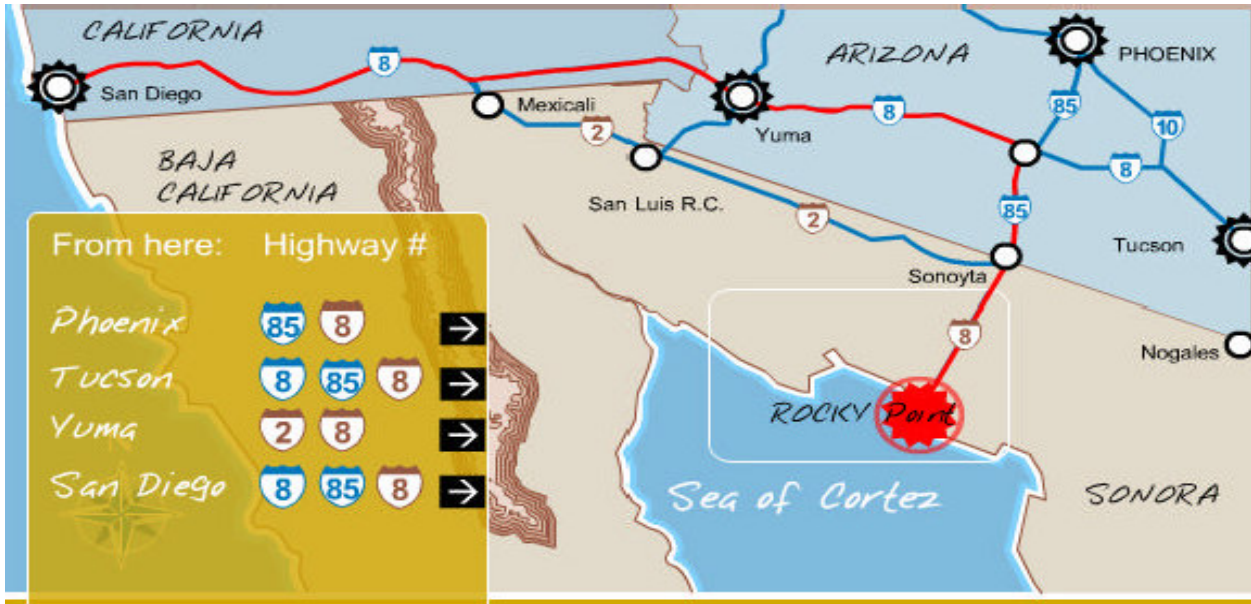 CALIFORNIA
8
San Diego
Mexicali
2
ARIZONA
PHOENIX
85
10
8
Yuma
8
BAJA
CALIFORNIA
San Luis R.C.
2
85
Tucson
Sonoyta
8
Nogales
ROCKY Point
Sea of Cortez
SONORA
From here: Highway #
Phoenix 85 8
Tucson 8 85 8
Yuma 2 8
San Diego 8 85 8